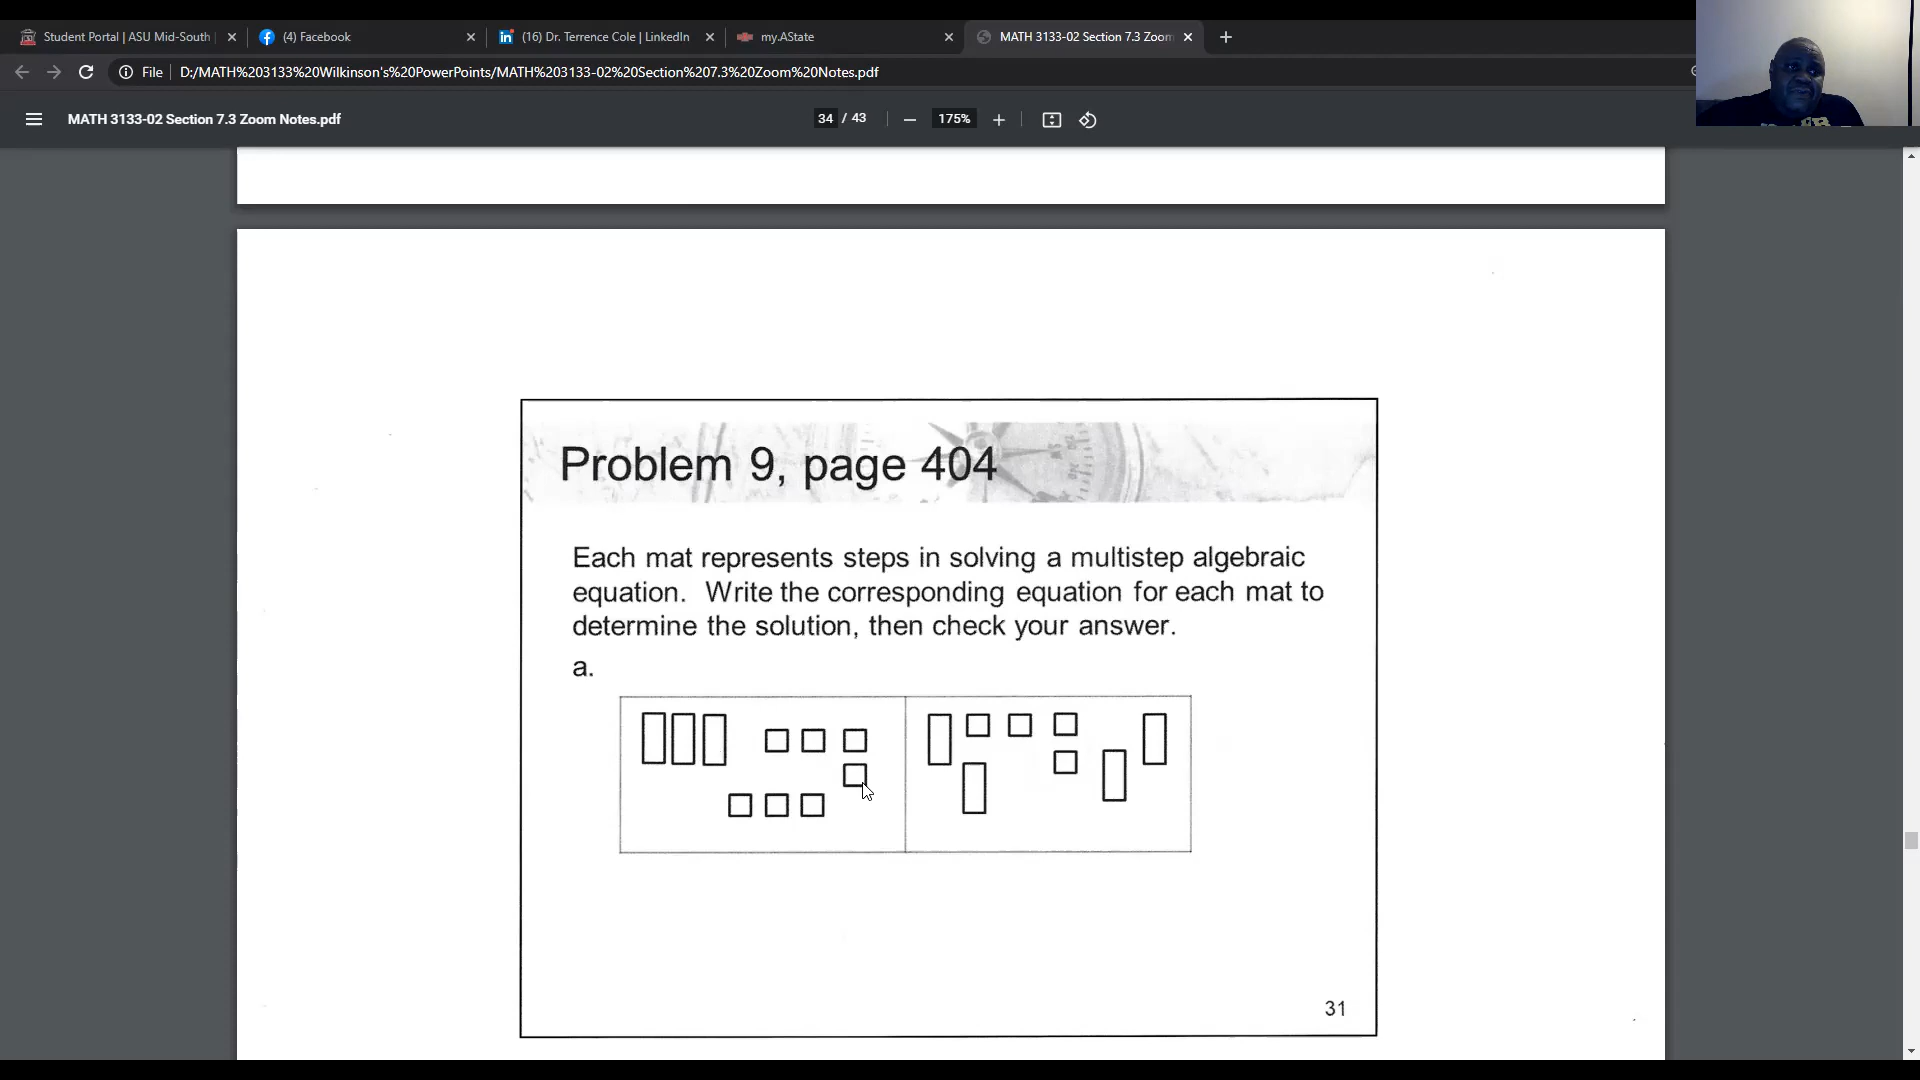 Student Portal | ASU Mid-South
(4) Facebook
(16) Dr. Terrence Cole | LinkedIn
my.AState
MATH 3133-02 Section 7.3 Zoom
File
D:/MATH%203133%20Wilkinson's%20PowerPoints/MATH%203133-02%20Section%207.3%20Zoom%20Notes.pdf
MATH 3133-02 Section 7.3 Zoom Notes.pdf
34 / 43
175%
Problem 9, page 404
Each mat represents steps in solving a multistep algebraic
equation. Write the corresponding equation for each mat to
determine the solution, then check your answer.
a.
31